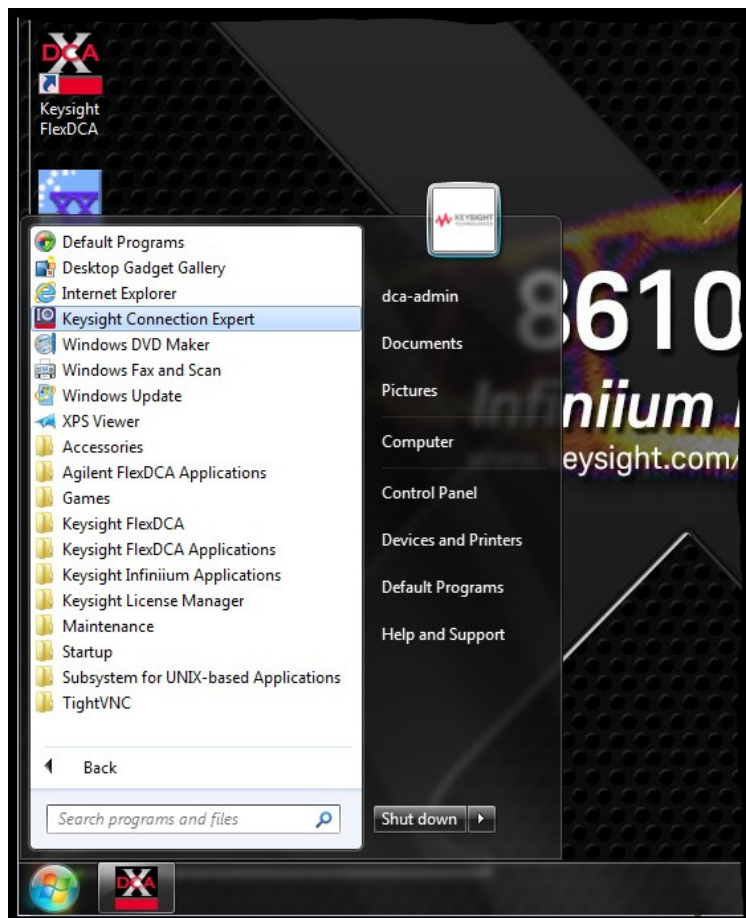 DCA
Keysight
FlexDCA
KEYSIGHT
TECHNOLOGIES
Default Programs
Desktop Gadget Gallery
Internet Explorer
Keysight Connection Expert
Windows DVD Maker
Windows Fax and Scan
Windows Update
XPS Viewer
Accessories
Agilent FlexDCA Applications
Games
Keysight FlexDCA
Keysight FlexDCA Applications
Keysight Infiniium Applications
Keysight License Manager
Maintenance
Startup
Subsystem for UNIX-based Applications
TightVNC
Back
Search programs and files
dca-admin
Documents
Pictures
Computer
Control Panel
Devices and Printers
Default Programs
Help and Support
Shut down
8610
Infiniium
eysight.com/
DCA